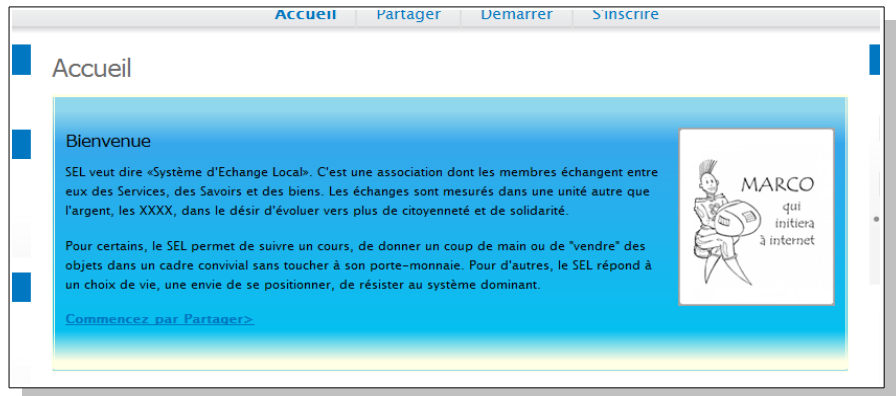 Accueil Partager Démarrer S'inscrire
Accueil
Bienvenue
SEL veut dire «Système d'Echange Local». C'est une association dont les membres échangent entre
eux des Services, des Savoirs et des biens. Les échanges sont mesurés dans une unité autre que
l'argent, les XXXX, dans le désir d'évoluer vers plus de citoyenneté et de solidarité.
Pour certains, le SEL permet de suivre un cours, de donner un coup de main ou de "vendre" des
objets dans un cadre convivial sans toucher à son porte-monnaie. Pour d'autres, le SEL répond à
un choix de vie, une envie de se positionner, de résister au système dominant.
Commencez par Partager>
MARCO
qui
initiera
à internet